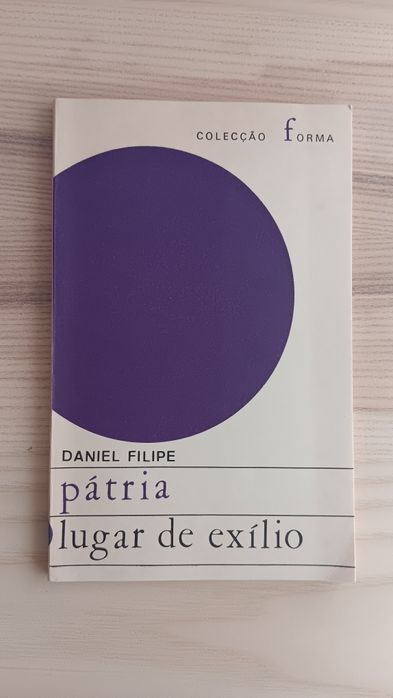 COLECÇÃO fORMA
DANIEL FILIPE
pátria
lugar de exílio